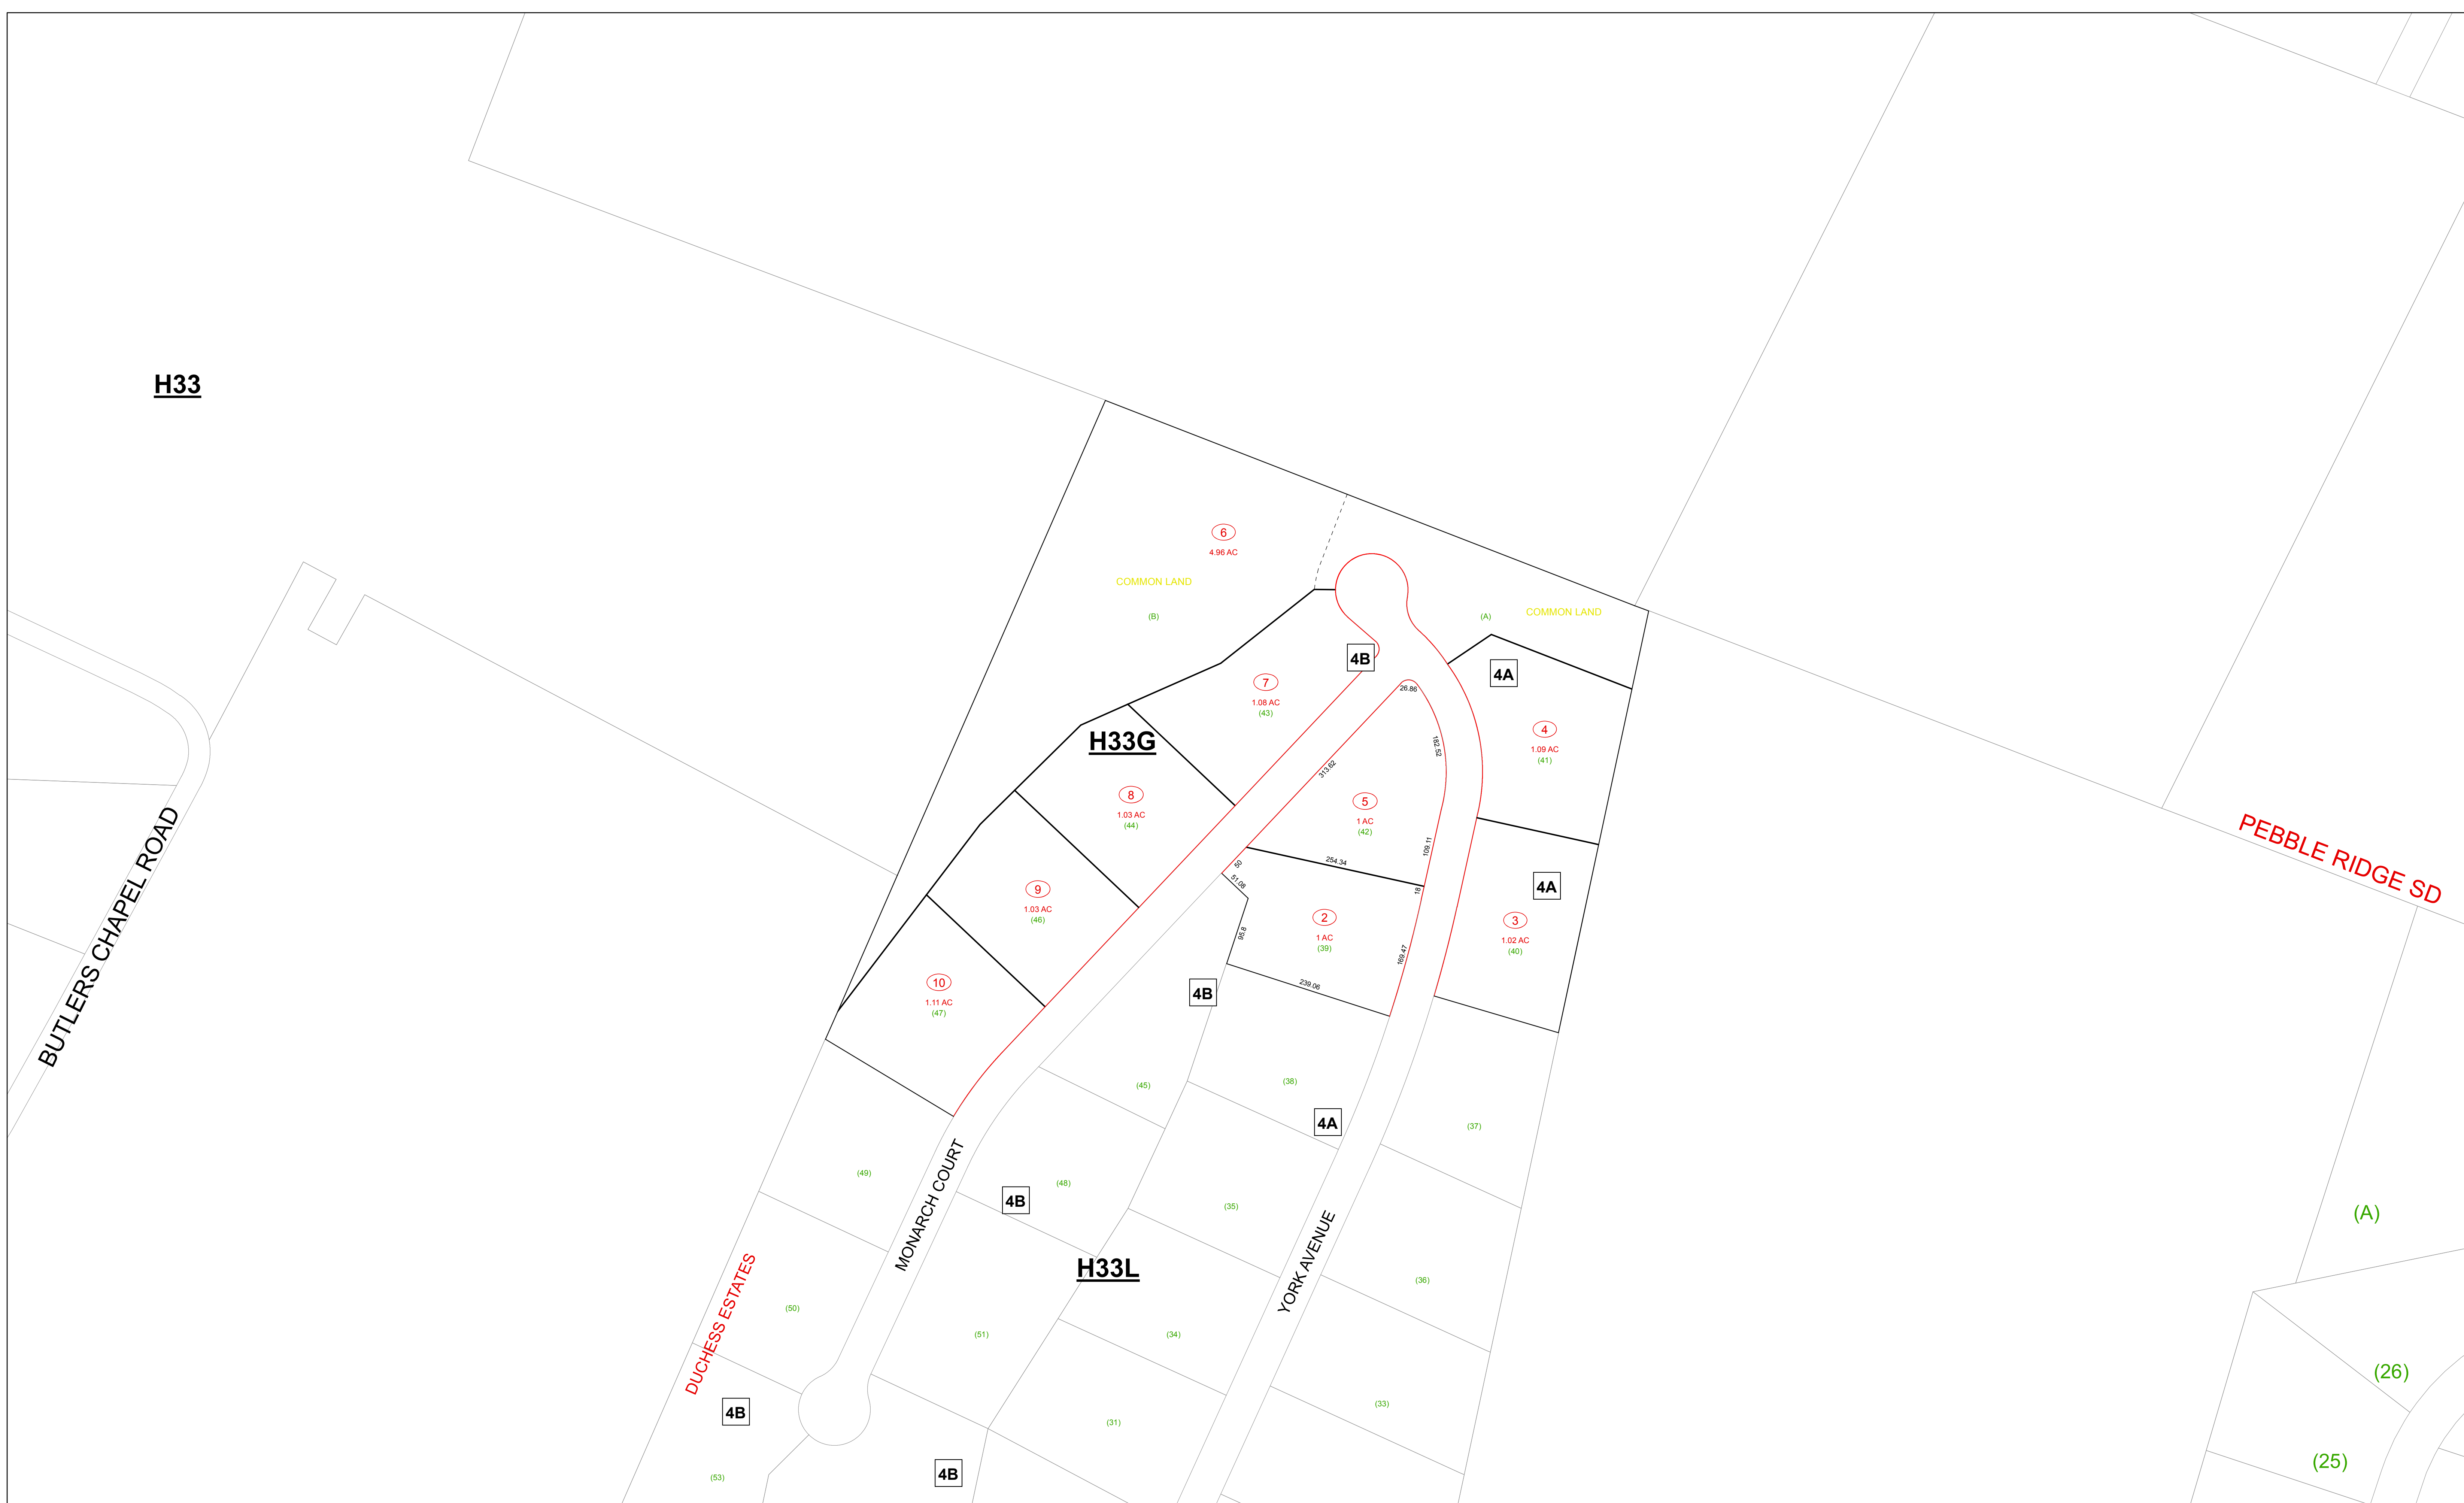 H33
6
4.96 AC
COMMON LAND
(B)
(A)
COMMON LAND
4B
4A
7
1.08 AC
(43)
26.86
4
1.09 AC
(41)
H33G
182.52
313.62
8
1.03 AC
(44)
5
1 AC
(42)
109.11
PEBBLE RIDGE SD
BUTLERS CHAPEL ROAD
254.34
50
51.08
18
4A
9
1.03 AC
(46)
2
1 AC
(39)
3
1.02 AC
(40)
95.8
169.47
10
1.11 AC
(47)
4B
239.06
(45)
(38)
4A
(37)
(49)
MONARCH COURT
(48)
4B
(35)
YORK AVENUE
(A)
H33L
(36)
DUCHESS ESTATES
(50)
(51)
(34)
(26)
4B
(31)
(33)
(25)
(53)
4B